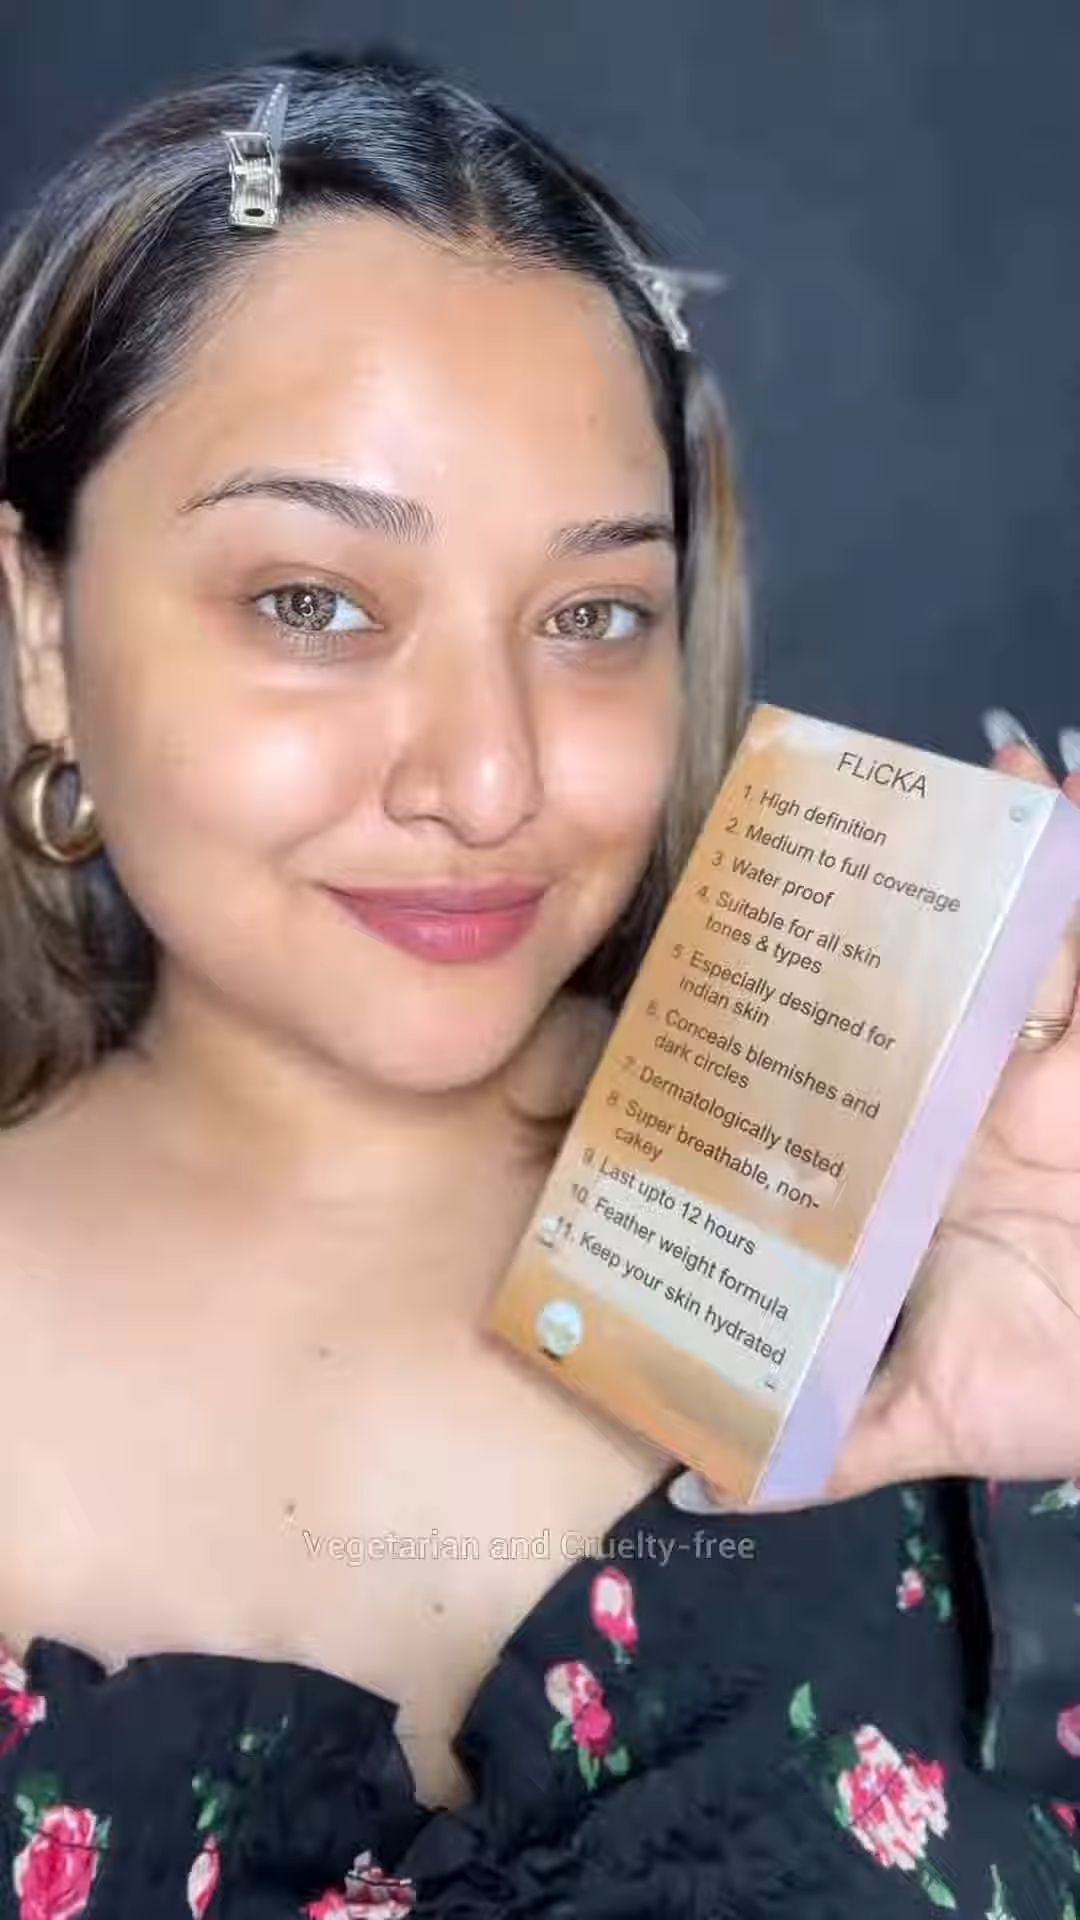 FLiCKA
1. High definition
2. Medium to full coverage
3. Water proof
4. Suitable for all skin
tones & types
5. Especially designed for
indian skin
6. Conceals blemishes and
dark circles
7. Dermatologically tested
8. Super breathable, non-
cakey
9. Last upto 12 hours
10. Feather weight formula
11. Keep your skin hydrated
Vegetarian and Cruelty-free